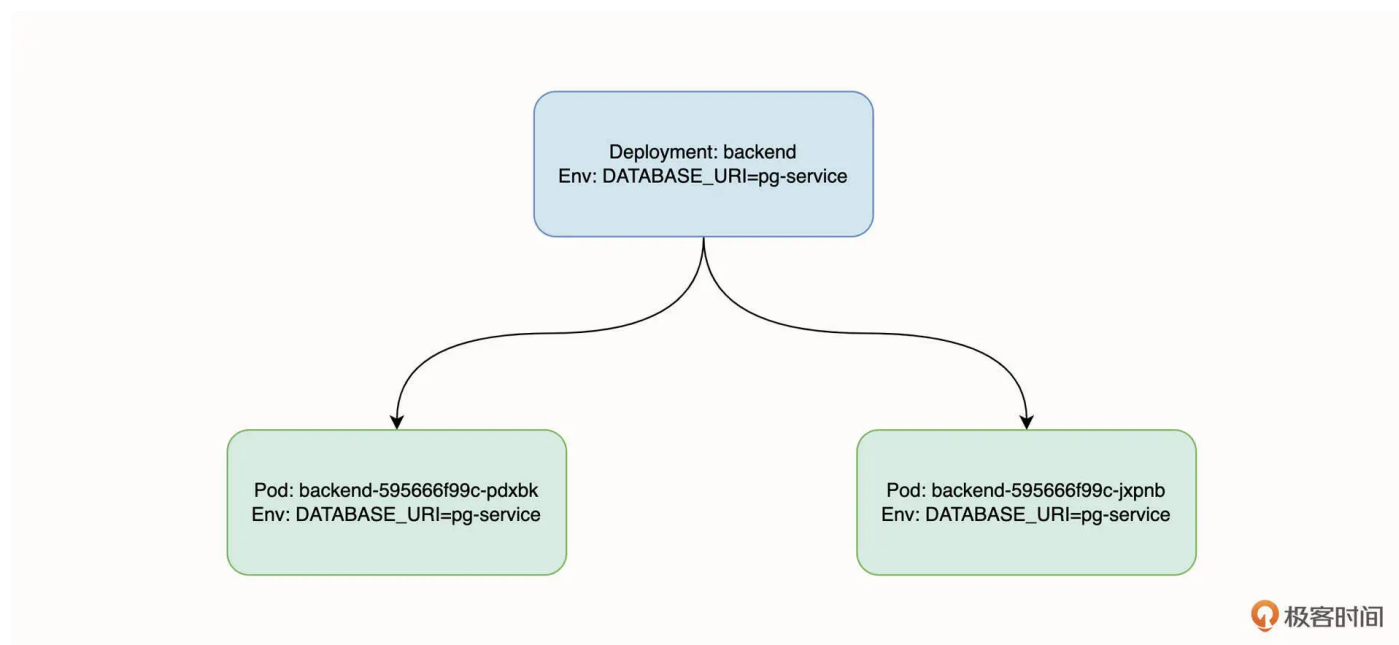 Deployment: backend
Env: DATABASE_URI=pg-service
Pod: backend-595666f99c-pdxbk
Env: DATABASE_URI=pg-service
Pod: backend-595666f99c-jxpnb
Env: DATABASE_URI=pg-service
极客时间